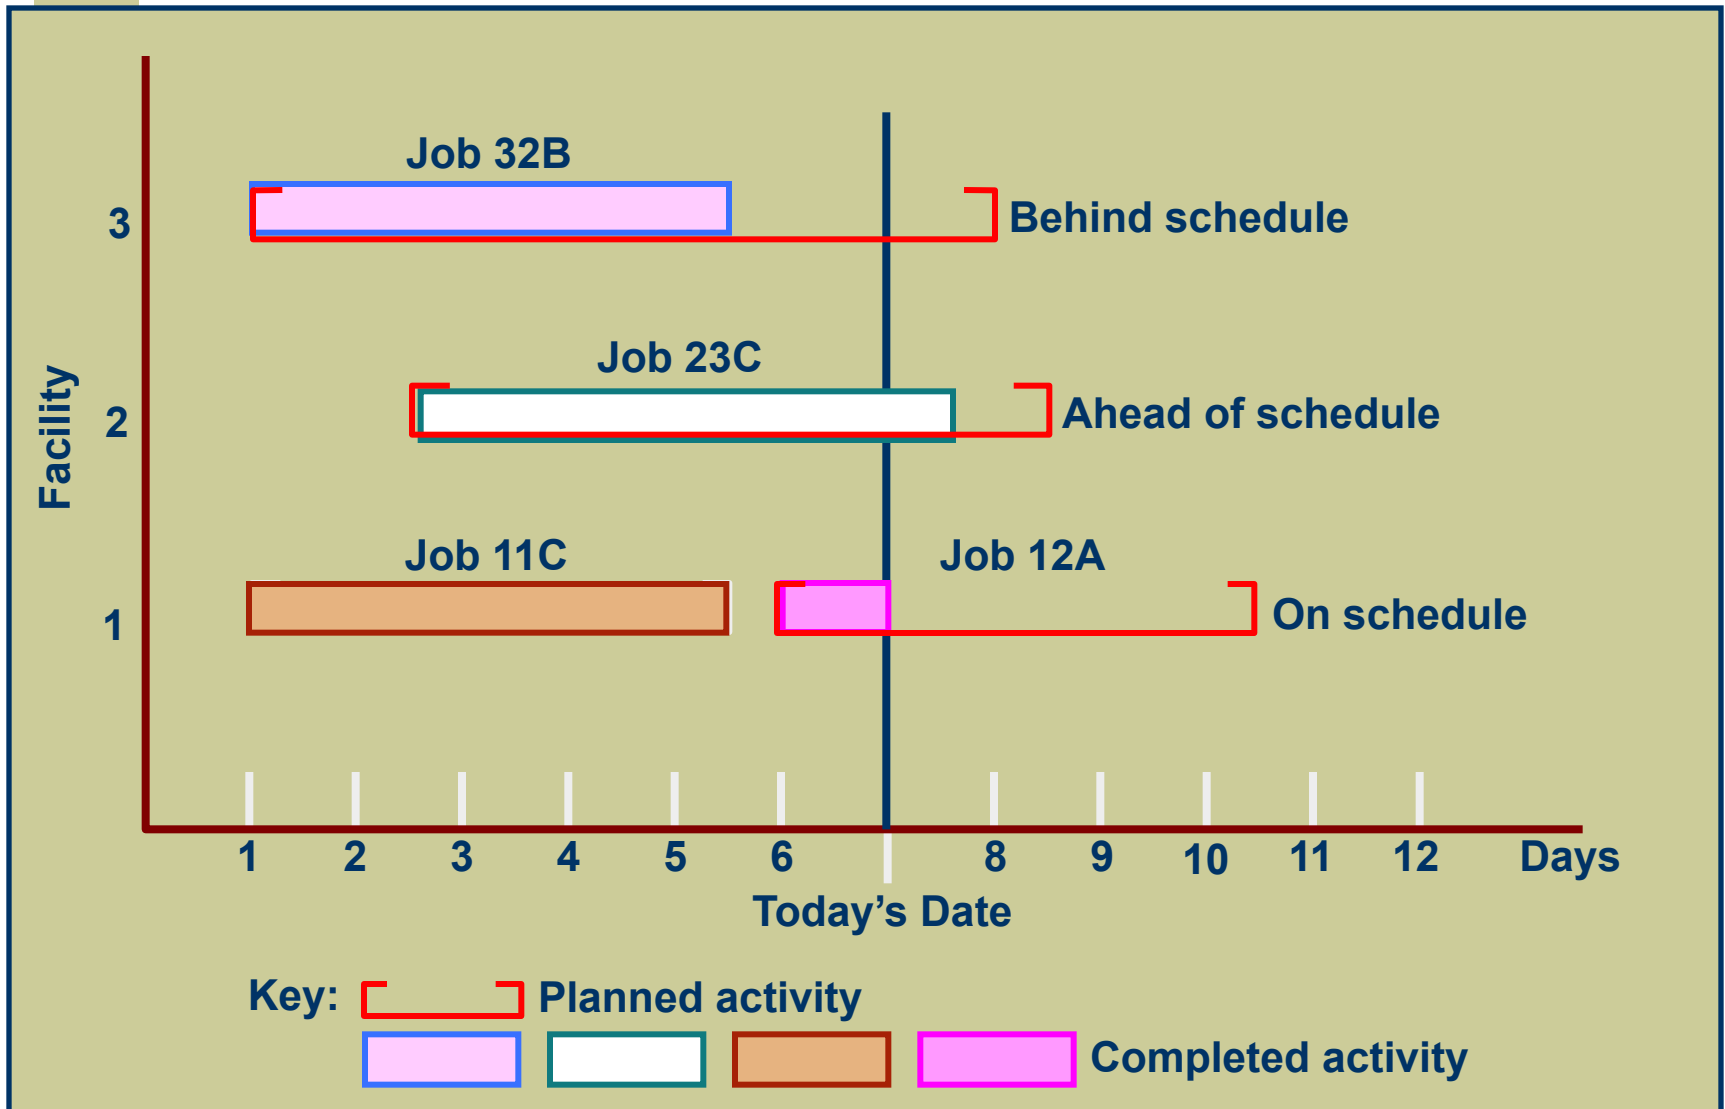 Job 32B
3
Behind schedule
Job 23C
Facility
2
Ahead of schedule
Job 11C
Job 12A
1
On schedule
1 2 3 4 5 6 8 9 10 11 12 Days
Today’s Date
Key: Planned activity
Completed activity